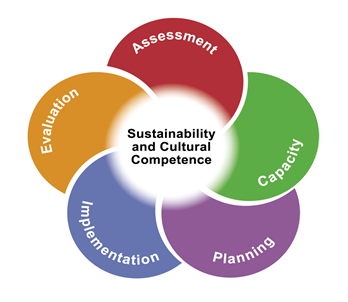 Assessment
Capacity
Planning
Implementation
Evaluation
Sustainability
and Cultural
Competence